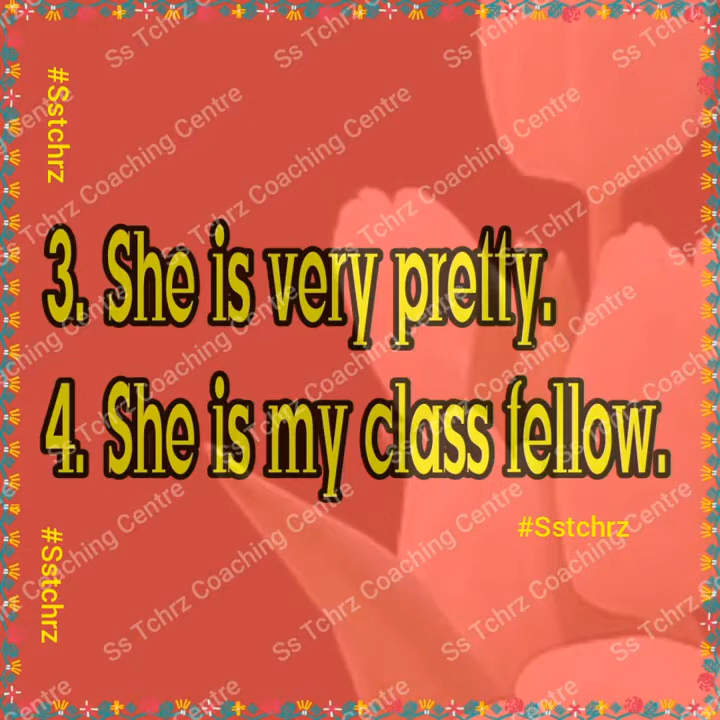 #Sstchrz
3. She is very pretty.
4. She is my class fellow.
#Sstchrz
#Sstchrz
Ss Tchrz Coaching Centre